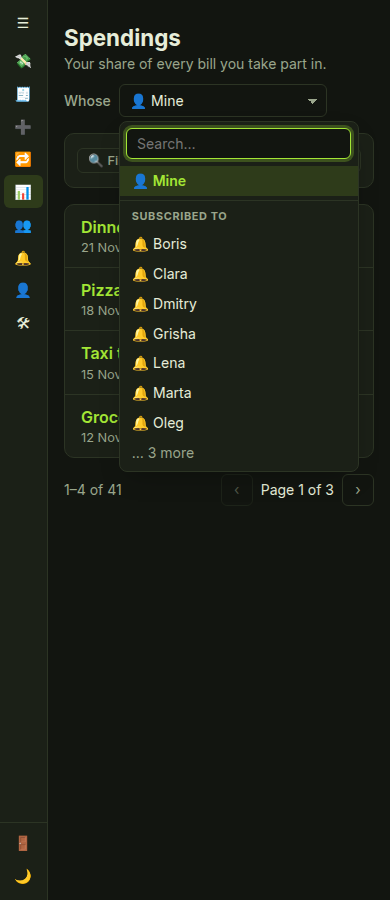 Spendings
Your share of every bill you take part in.
Whose
Mine
Search...
Mine
SUBSCRIBED TO
Boris
Clara
Dmitry
Grisha
Lena
Marta
Oleg
... 3 more
21 Nov
Pizza
18 Nov
Taxi
15 Nov
12 Nov
1–4 of 41
‹
Page 1 of 3
›